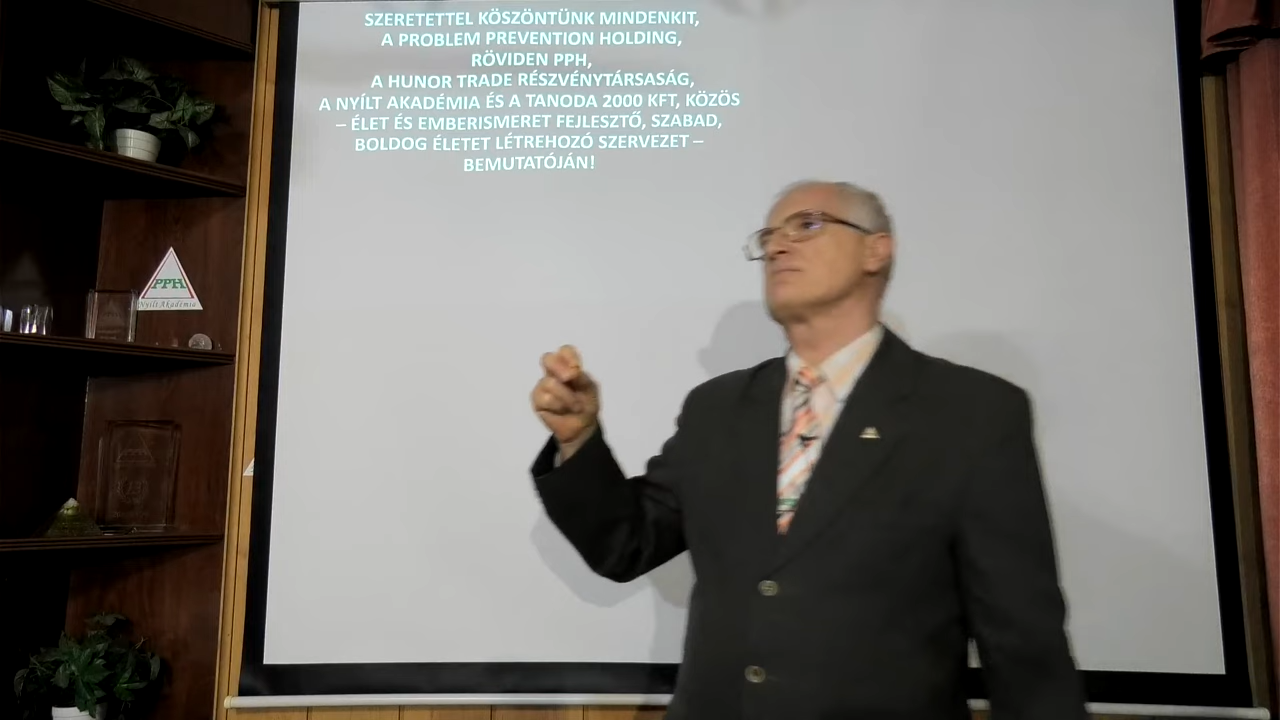 SZERETETTEL KÖSZÖNTÜNK MINDENKIT,
A PROBLEM PREVENTION HOLDING,
RÖVIDEN PPH,
A HUNOR TRADE RÉSZVÉNYTÁRSASÁG,
A NYÍLT AKADÉMIA ÉS A TANODA 2000 KFT, KÖZÖS
– ÉLET ÉS EMBERISMERET FEJLESZTŐ, SZABAD,
BOLDOG ÉLETET LÉTREHOZÓ SZERVEZET –
BEMUTATÓJÁN!
PPH
Nyílt Akadémia